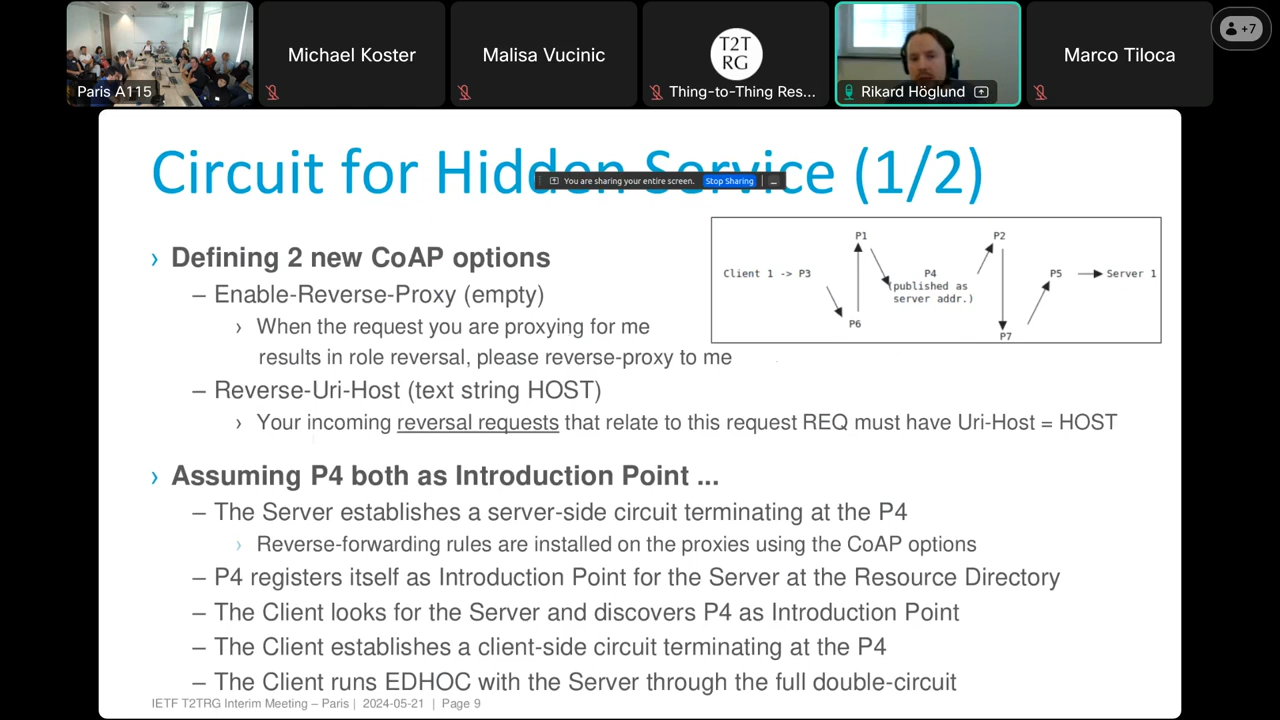 Paris A115
Michael Koster
Malisa Vucinic
T2T
RG
Thing-to-Thing Res...
Rikard Höglund
Marco Tiloca
+7
Circuit for Hidden Service (1/2)
You are sharing your entire screen.
Stop Sharing
› Defining 2 new CoAP options
– Enable-Reverse-Proxy (empty)
› When the request you are proxying for me
results in role reversal, please reverse-proxy to me
– Reverse-Uri-Host (text string HOST)
› Your incoming reversal requests that relate to this request REQ must have Uri-Host = HOST
P1
P2
Client 1 -> P3
P4
(published as
server addr.)
P5
Server 1
P6
P7
› Assuming P4 both as Introduction Point ...
– The Server establishes a server-side circuit terminating at the P4
› Reverse-forwarding rules are installed on the proxies using the CoAP options
– P4 registers itself as Introduction Point for the Server at the Resource Directory
– The Client looks for the Server and discovers P4 as Introduction Point
– The Client establishes a client-side circuit terminating at the P4
– The Client runs EDHOC with the Server through the full double-circuit
IETF T2TRG Interim Meeting – Paris | 2024-05-21 | Page 9